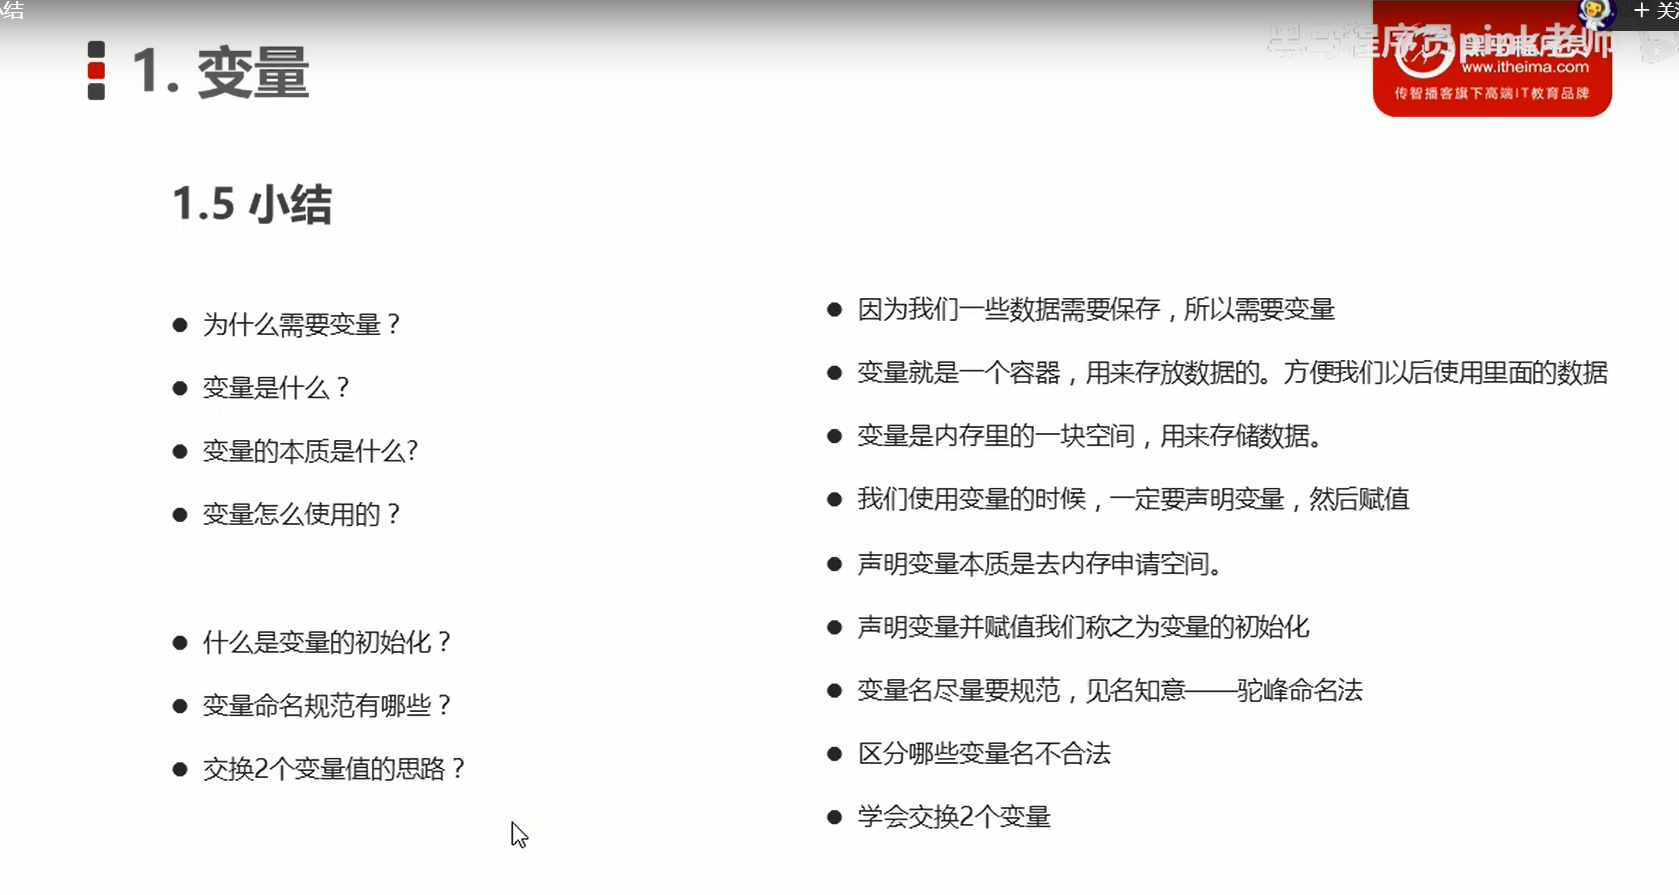 小结
+ 关
1. 变量
黑马程序员pink老师
www.itheima.com
传智播客旗下高端IT教育品牌
1.5 小结
为什么需要变量？
变量是什么？
变量的本质是什么?
变量怎么使用的？
什么是变量的初始化？
变量命名规范有哪些？
交换2个变量值的思路？
因为我们一些数据需要保存，所以需要变量
变量就是一个容器，用来存放数据的。方便我们以后使用里面的数据
变量是内存里的一块空间，用来存储数据。
我们使用变量的时候，一定要声明变量，然后赋值
声明变量本质是去内存申请空间。
声明变量并赋值我们称之为变量的初始化
变量名尽量要规范，见名知意——驼峰命名法
区分哪些变量名不合法
学会交换2个变量